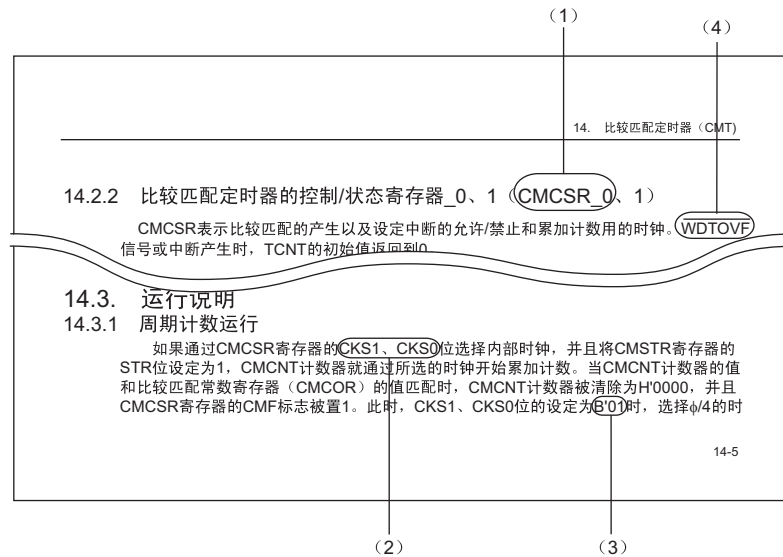 （1）
（4）
14. 比较匹配定时器（CMT)
14.2.2 比较匹配定时器的控制/状态寄存器_0、1（CMCSR_0、1）
CMCSR表示比较匹配的产生以及设定中断的允许/禁止和累加计数用的时钟。WDTOVF
信号或中断产生时，TCNT的初始值返回到0
14.3. 运行说明
14.3.1 周期计数运行
如果通过CMCSR寄存器的CKS1、CKS0位选择内部时钟，并且将CMSTR寄存器的
STR位设定为1，CMCNT计数器就通过所选的时钟开始累加计数。当CMCNT计数器的值
和比较匹配常数寄存器（CMCOR）的值匹配时，CMCNT计数器被清除为H'0000，并且
CMCSR寄存器的CMF标志被置1。此时，CKS1、CKS0位的设定为B'01时，选择ϕ/4的时
14-5
（2）
（3）